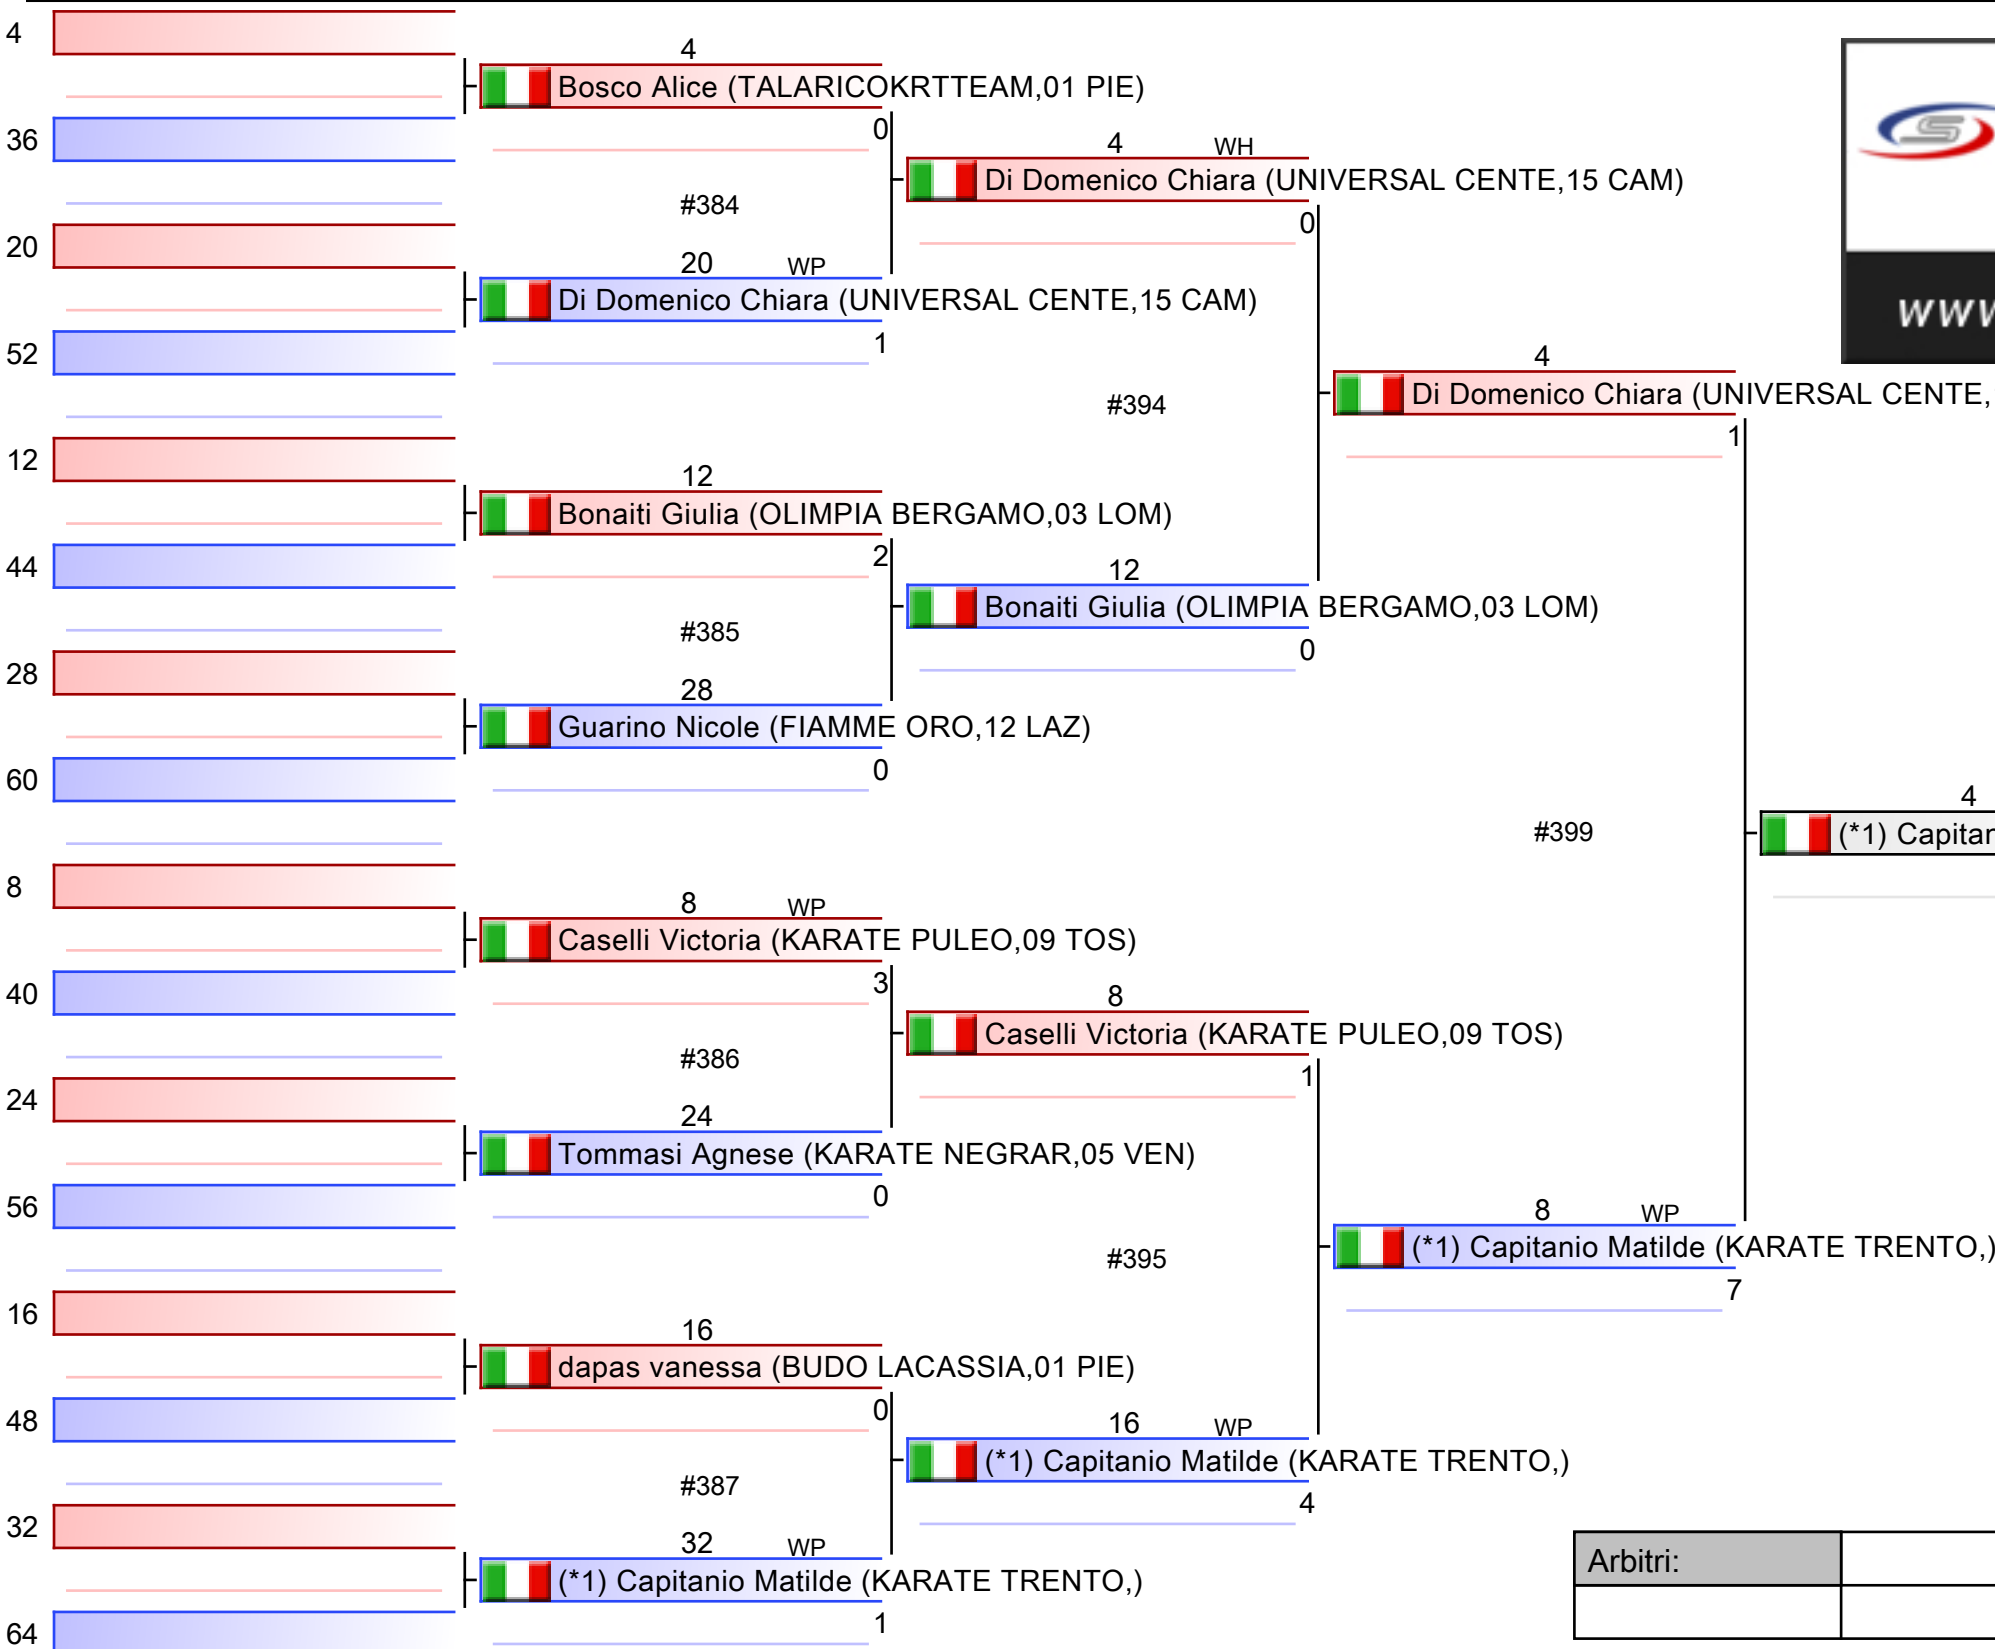 4
4
Bosco Alice (TALARICOKRTTEAM,01 PIE)
0
36
4 WH
Di Domenico Chiara (UNIVERSAL CENTE,15 CAM)
0
#384
20
20 WP
Di Domenico Chiara (UNIVERSAL CENTE,15 CAM)
1
WWW
52
4
Di Domenico Chiara (UNIVERSAL CENTE,
1
#394
12
12
Bonaiti Giulia (OLIMPIA BERGAMO,03 LOM)
2
44
12
Bonaiti Giulia (OLIMPIA BERGAMO,03 LOM)
0
#385
28
28
Guarino Nicole (FIAMME ORO,12 LAZ)
0
60
4
(*1) Capitan
#399
8
8 WP
Caselli Victoria (KARATE PULEO,09 TOS)
3
40
8
Caselli Victoria (KARATE PULEO,09 TOS)
1
#386
24
24
Tommasi Agnese (KARATE NEGRAR,05 VEN)
0
56
8 WP
(*1) Capitanio Matilde (KARATE TRENTO,)
7
#395
16
16
dapas vanessa (BUDO LACASSIA,01 PIE)
0
48
16 WP
(*1) Capitanio Matilde (KARATE TRENTO,)
4
#387
32
32 WP
(*1) Capitanio Matilde (KARATE TRENTO,)
1
64
Arbitri: